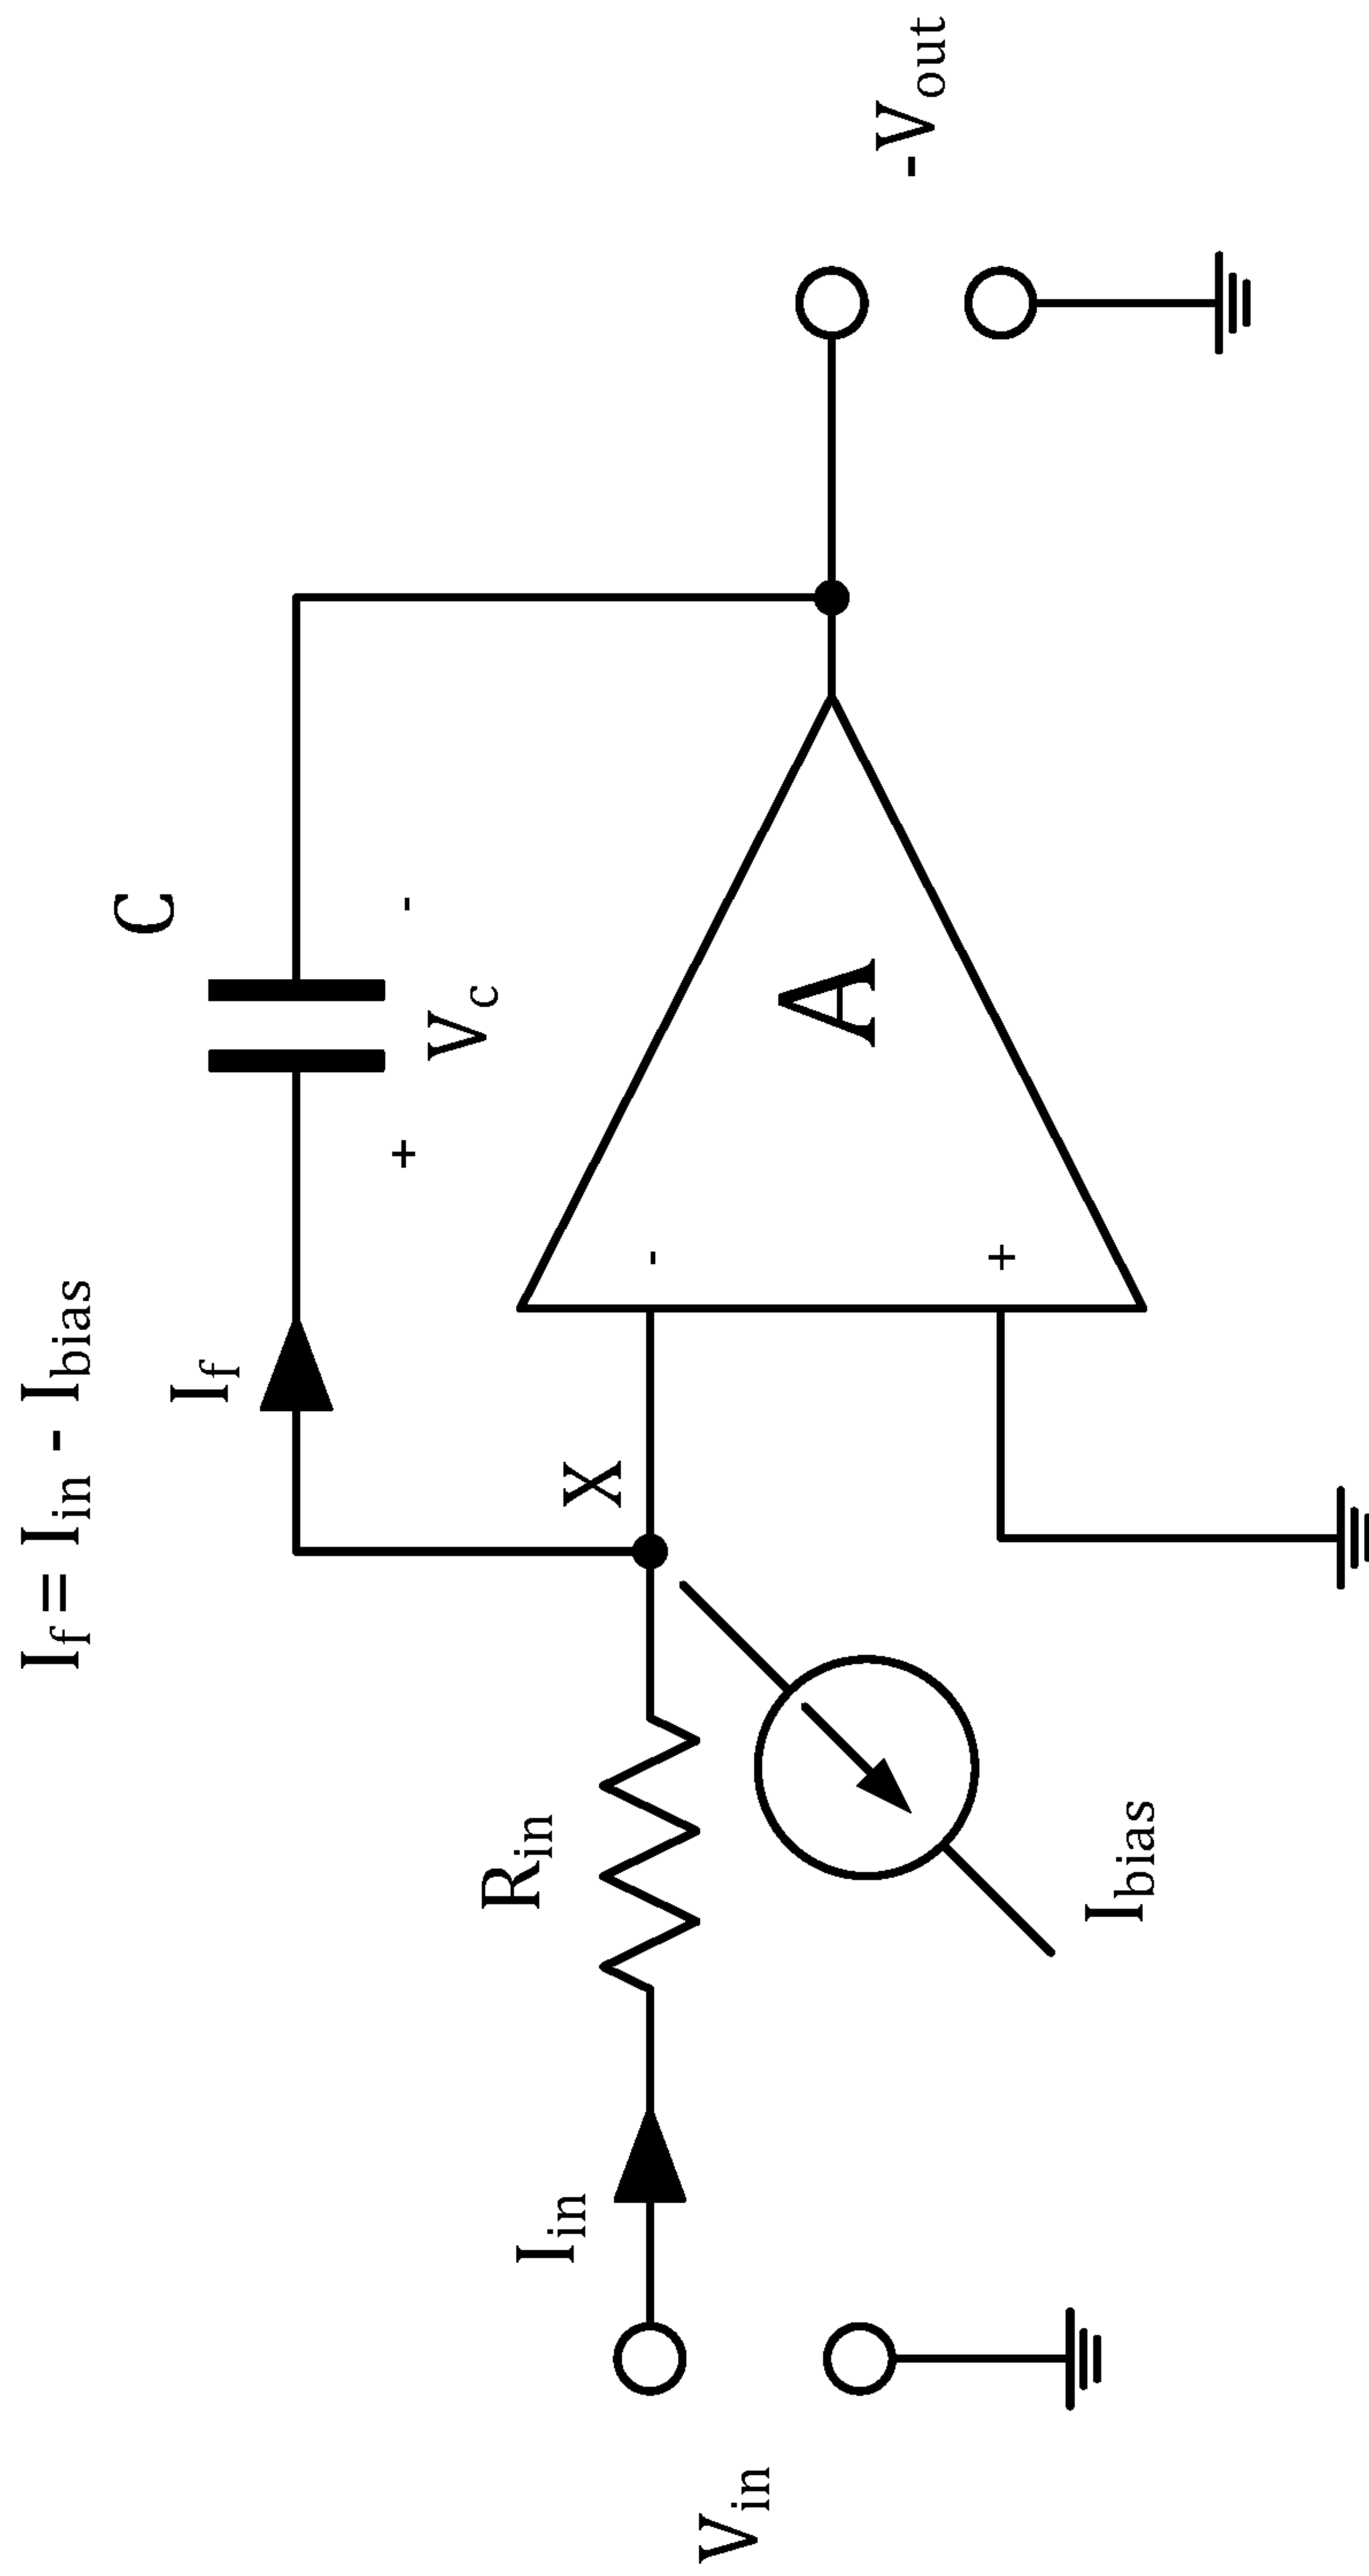 I_f = I_in - I_bias
I_f
C
+ V_c -
X
R_in
I_in
V_in
I_bias
-
+
A
-V_out